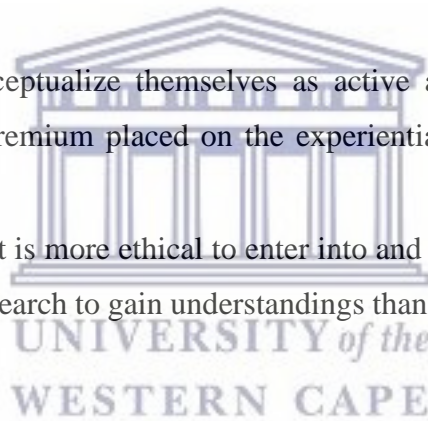 ceptualize themselves as active a
remium placed on the experientia
t is more ethical to enter into and
search to gain understandings than
UNIVERSITY of the
WESTERN CAPE